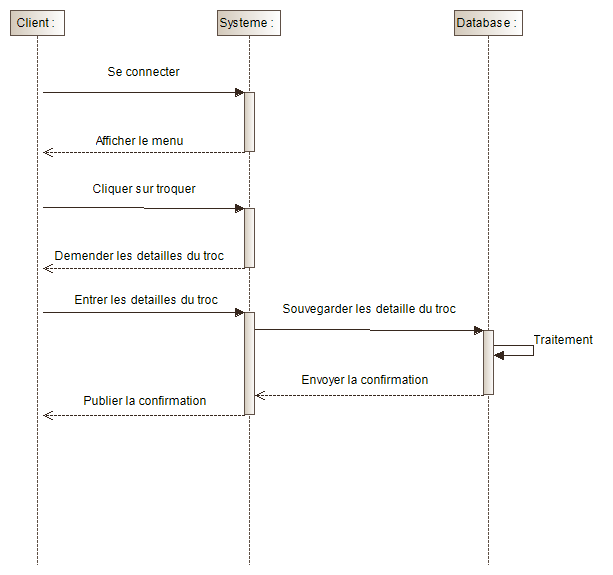 Client :
Systeme :
Database :
Se connecter
Afficher le menu
Cliquer sur troquer
Demender les detailles du troc
Entrer les detailles du troc
Souvegarder les detaille du troc
Traitement
Envoyer la confirmation
Publier la confirmation